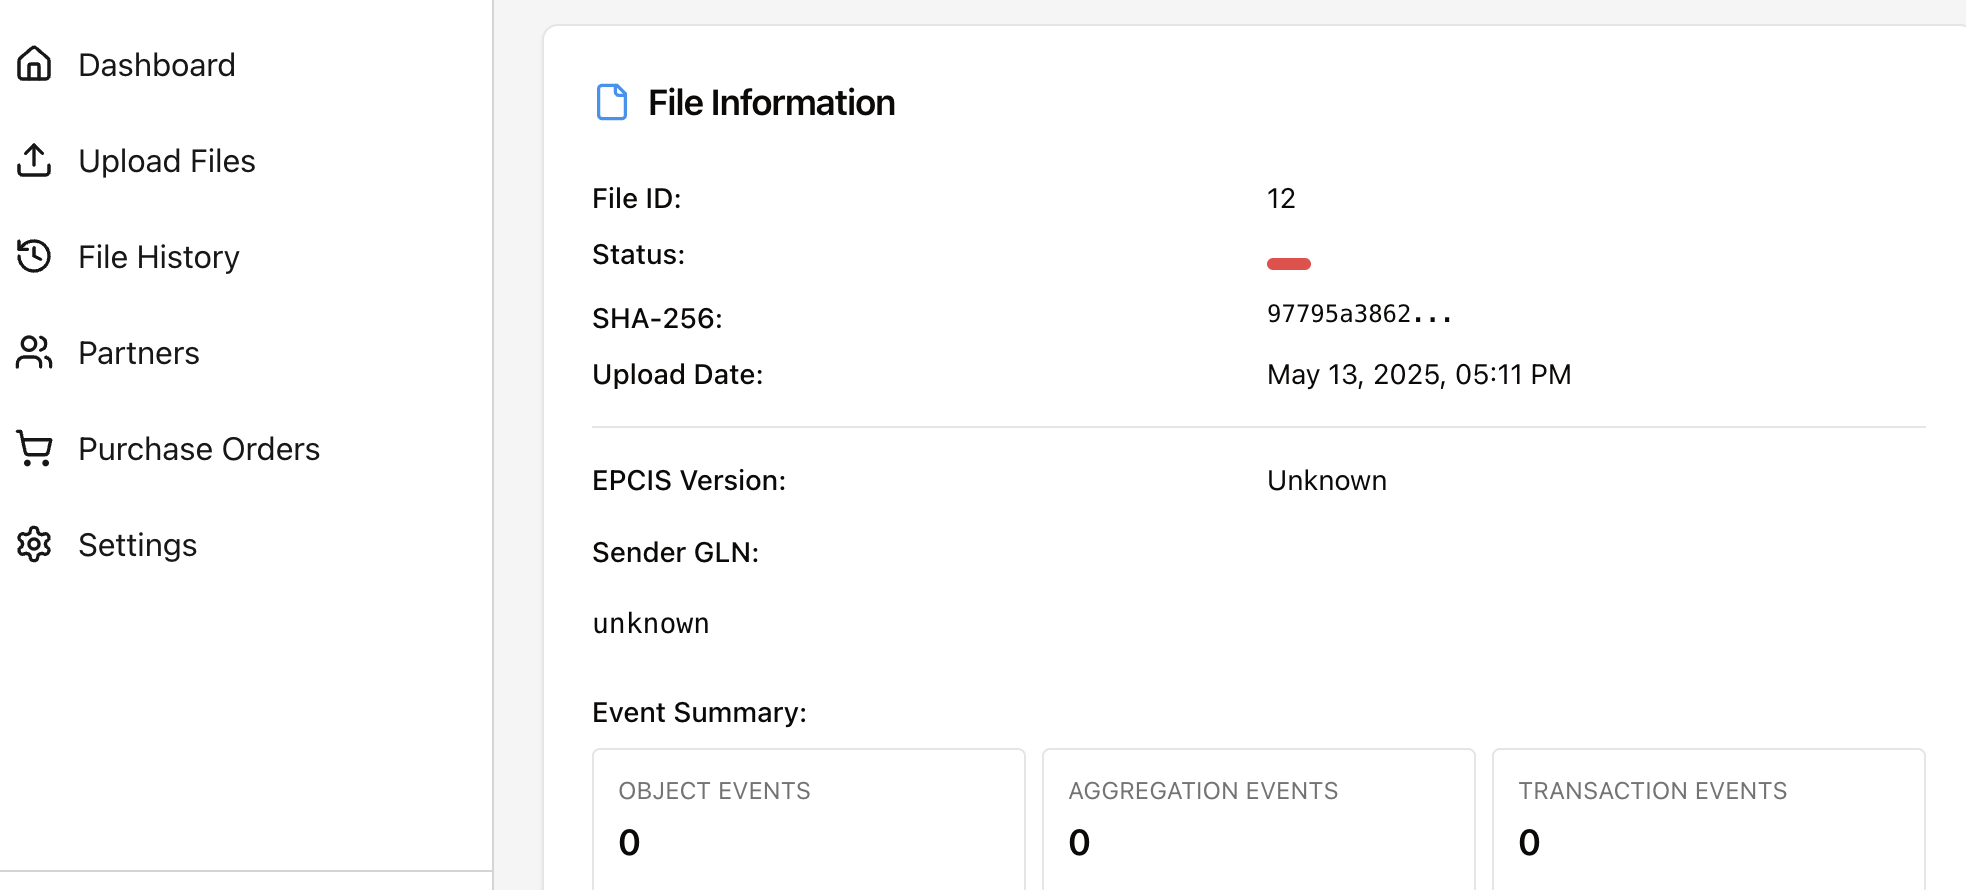 Dashboard
Upload Files
File History
Partners
Purchase Orders
Settings
File Information
File ID: 12
Status:
SHA-256: 97795a3862...
Upload Date: May 13, 2025, 05:11 PM
EPCIS Version: Unknown
Sender GLN:
unknown
Event Summary:
OBJECT EVENTS AGGREGATION EVENTS TRANSACTION EVENTS
0 0 0